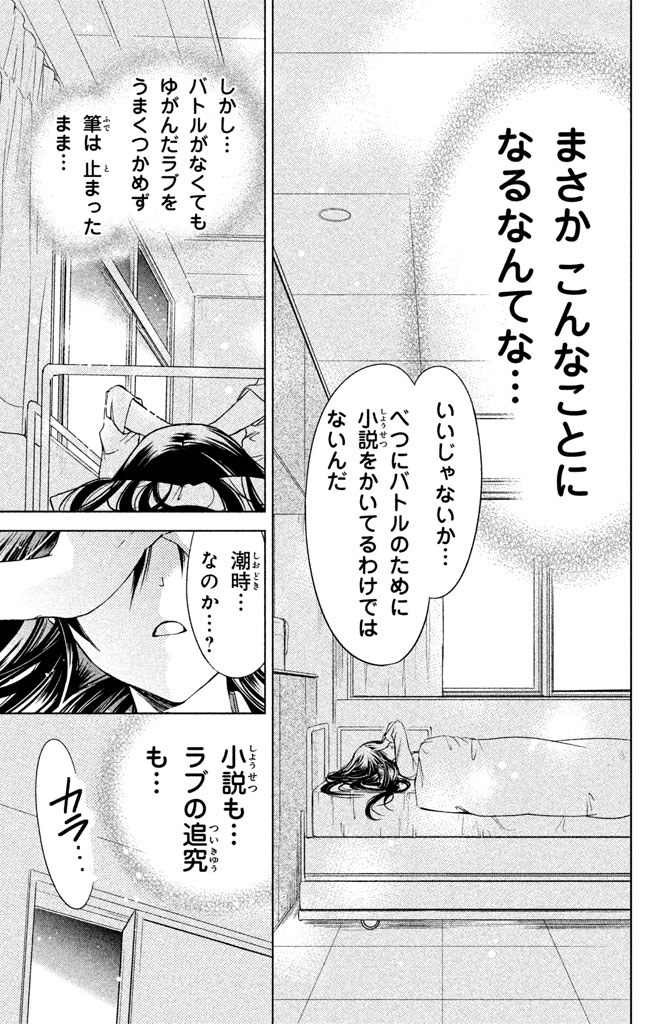 まさか こんなことに
なるなんてな…
いいじゃないか…
べつにバトルのために
小説をかいてるわけでは
ないんだ
しかし…
バトルがなくても
ゆがんだラブを
うまくつかめず
筆は 止まった
まま…
潮時…
なのか…?
小説も…
ラブの追究
も…
カラ…